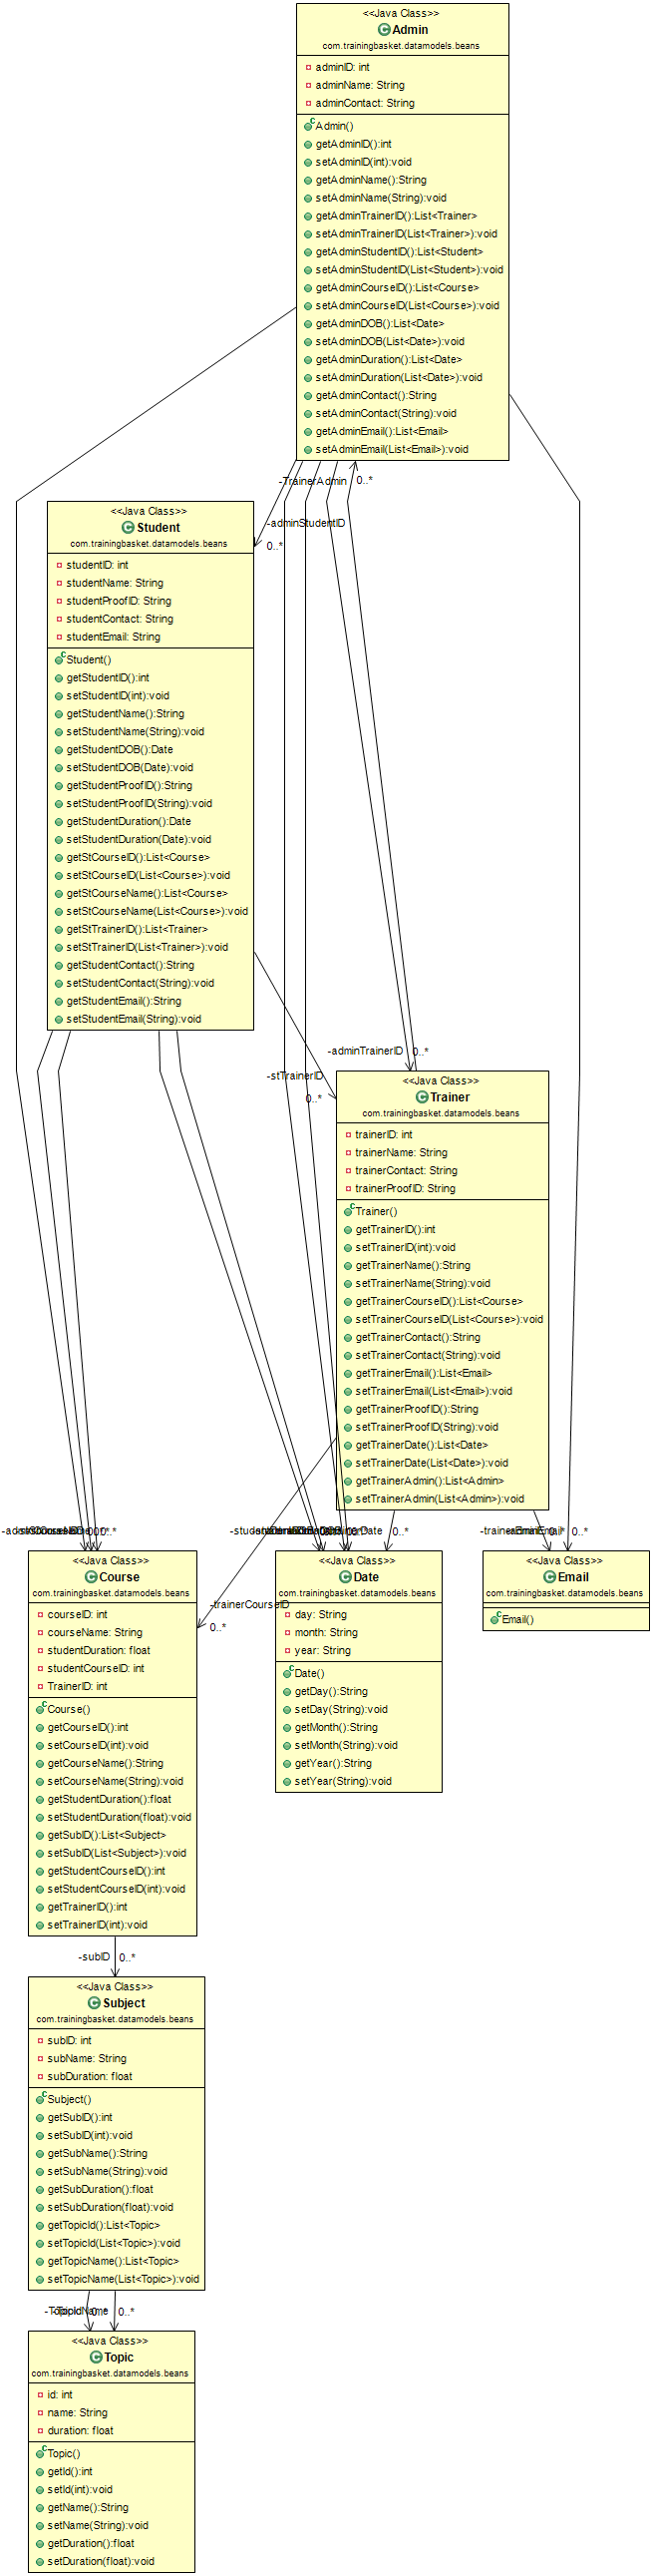 <<Java Class>>
Admin
com.trainingbasket.datamodels.beans
adminID: int
adminName: String
adminContact: String
Admin()
getAdminID():int
setAdminID(int):void
getAdminName():String
setAdminName(String):void
getAdminTrainerID():List<Trainer>
setAdminTrainerID(List<Trainer>):void
getAdminStudentID():List<Student>
setAdminStudentID(List<Student>):void
getAdminCourseID():List<Course>
setAdminCourseID(List<Course>):void
getAdminDOB():List<Date>
setAdminDOB(List<Date>):void
getAdminDuration():List<Date>
setAdminDuration(List<Date>):void
getAdminContact():String
setAdminContact(String):void
getAdminEmail():List<Email>
setAdminEmail(List<Email>):void
-TrainerAdmin 0..*
-adminStudentID
0..*
<<Java Class>>
Student
com.trainingbasket.datamodels.beans
studentID: int
studentName: String
studentProofID: String
studentContact: String
studentEmail: String
Student()
getStudentID():int
setStudentID(int):void
getStudentName():String
setStudentName(String):void
getStudentDOB():Date
setStudentDOB(Date):void
getStudentProofID():String
setStudentProofID(String):void
getStudentDuration():Date
setStudentDuration(Date):void
getStCourseID():List<Course>
setStCourseID(List<Course>):void
getStCourseName():List<Course>
setStCourseName(List<Course>):void
getStTrainerID():List<Trainer>
setStTrainerID(List<Trainer>):void
getStudentContact():String
setStudentContact(String):void
getStudentEmail():String
setStudentEmail(String):void
-adminTrainerID 0..*
-stTrainerID
0..*
<<Java Class>>
Trainer
com.trainingbasket.datamodels.beans
trainerID: int
trainerName: String
trainerContact: String
trainerProofID: String
Trainer()
getTrainerID():int
setTrainerID(int):void
getTrainerName():String
setTrainerName(String):void
getTrainerCourseID():List<Course>
setTrainerCourseID(List<Course>):void
getTrainerContact():String
setTrainerContact(String):void
getTrainerEmail():List<Email>
setTrainerEmail(List<Email>):void
getTrainerProofID():String
setTrainerProofID(String):void
getTrainerDate():List<Date>
setTrainerDate(List<Date>):void
getTrainerAdmin():List<Admin>
setTrainerAdmin(List<Admin>):void
0..*
0..*
0..*
-trainerCourseID
0..*
<<Java Class>>
Course
com.trainingbasket.datamodels.beans
courseID: int
courseName: String
studentDuration: float
studentCourseID: int
TrainerID: int
Course()
getCourseID():int
setCourseID(int):void
getCourseName():String
setCourseName(String):void
getStudentDuration():float
setStudentDuration(float):void
getSubID():List<Subject>
setSubID(List<Subject>):void
getStudentCourseID():int
setStudentCourseID(int):void
getTrainerID():int
setTrainerID(int):void
<<Java Class>>
Date
com.trainingbasket.datamodels.beans
day: String
month: String
year: String
Date()
getDay():String
setDay(String):void
getMonth():String
setMonth(String):void
getYear():String
setYear(String):void
<<Java Class>>
Email
com.trainingbasket.datamodels.beans
Email()
-subID 0..*
<<Java Class>>
Subject
com.trainingbasket.datamodels.beans
subID: int
subName: String
subDuration: float
Subject()
getSubID():int
setSubID(int):void
getSubName():String
setSubName(String):void
getSubDuration():float
setSubDuration(float):void
getTopicId():List<Topic>
setTopicId(List<Topic>):void
getTopicName():List<Topic>
setTopicName(List<Topic>):void
0..*
<<Java Class>>
Topic
com.trainingbasket.datamodels.beans
id: int
name: String
duration: float
Topic()
getId():int
setId(int):void
getName():String
setName(String):void
getDuration():float
setDuration(float):void